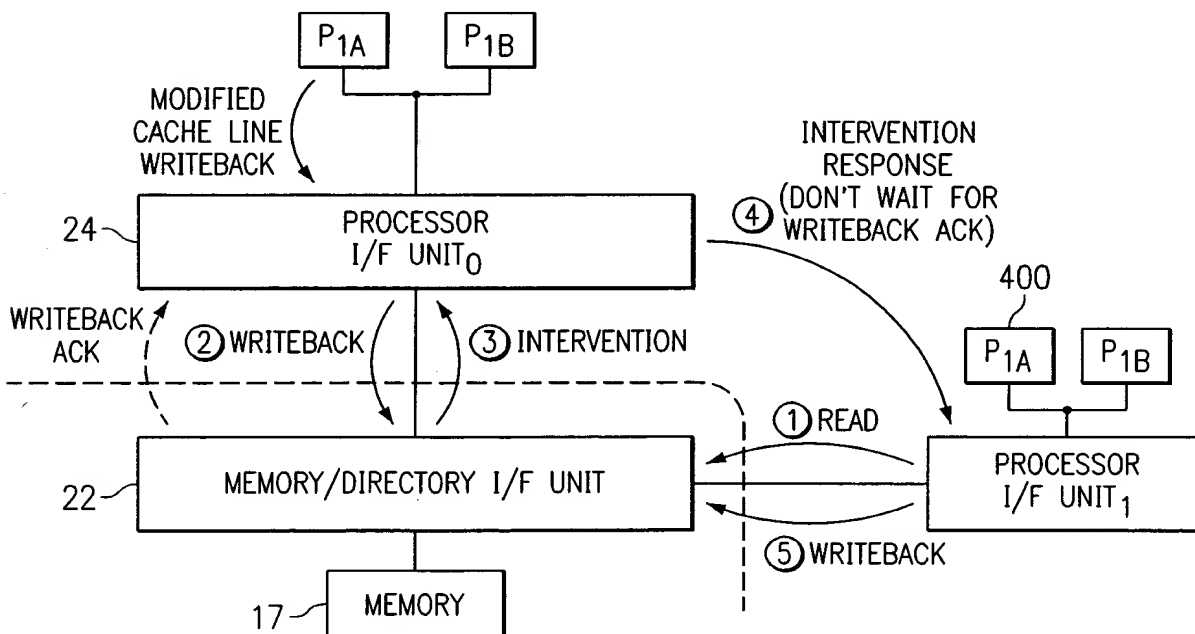 P1A
P1B
MODIFIED
CACHE LINE
WRITEBACK
INTERVENTION
RESPONSE
(DON'T WAIT FOR
WRITEBACK ACK)
4
24
PROCESSOR
I/F UNIT0
400
WRITEBACK
ACK
2 WRITEBACK
3 INTERVENTION
P1A
P1B
1 READ
22
MEMORY/DIRECTORY I/F UNIT
PROCESSOR
I/F UNIT1
5 WRITEBACK
17
MEMORY